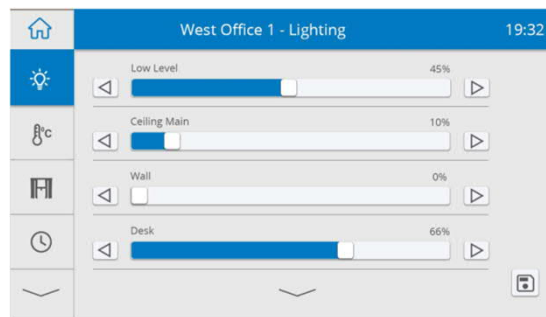 West Office 1 - Lighting 19:32
Low Level 45%
Ceiling Main 10%
°C
Wall 0%
Desk 66%